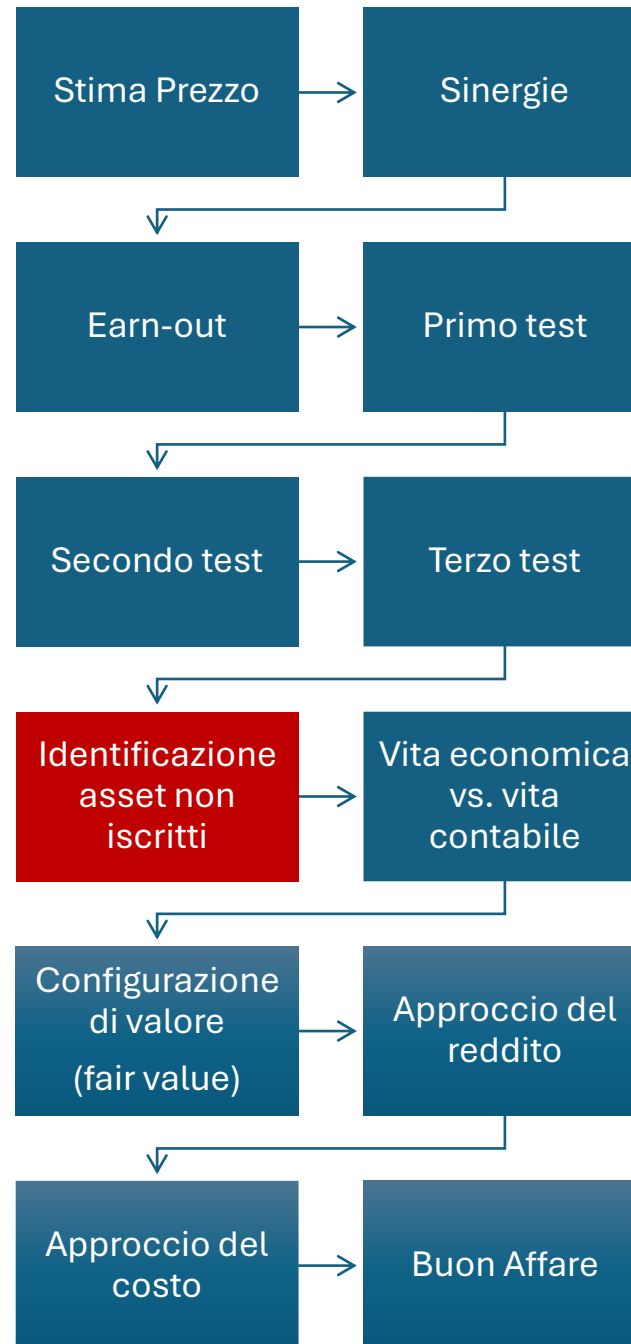 Stima Prezzo
Sinergie
Earn-out
Primo test
Secondo test
Terzo test
Identificazione
asset non
iscritti
Vita economica
vs. vita
contabile
Configurazione
di valore
(fair value)
Approccio del
reddito
Approccio del
costo
Buon Affare